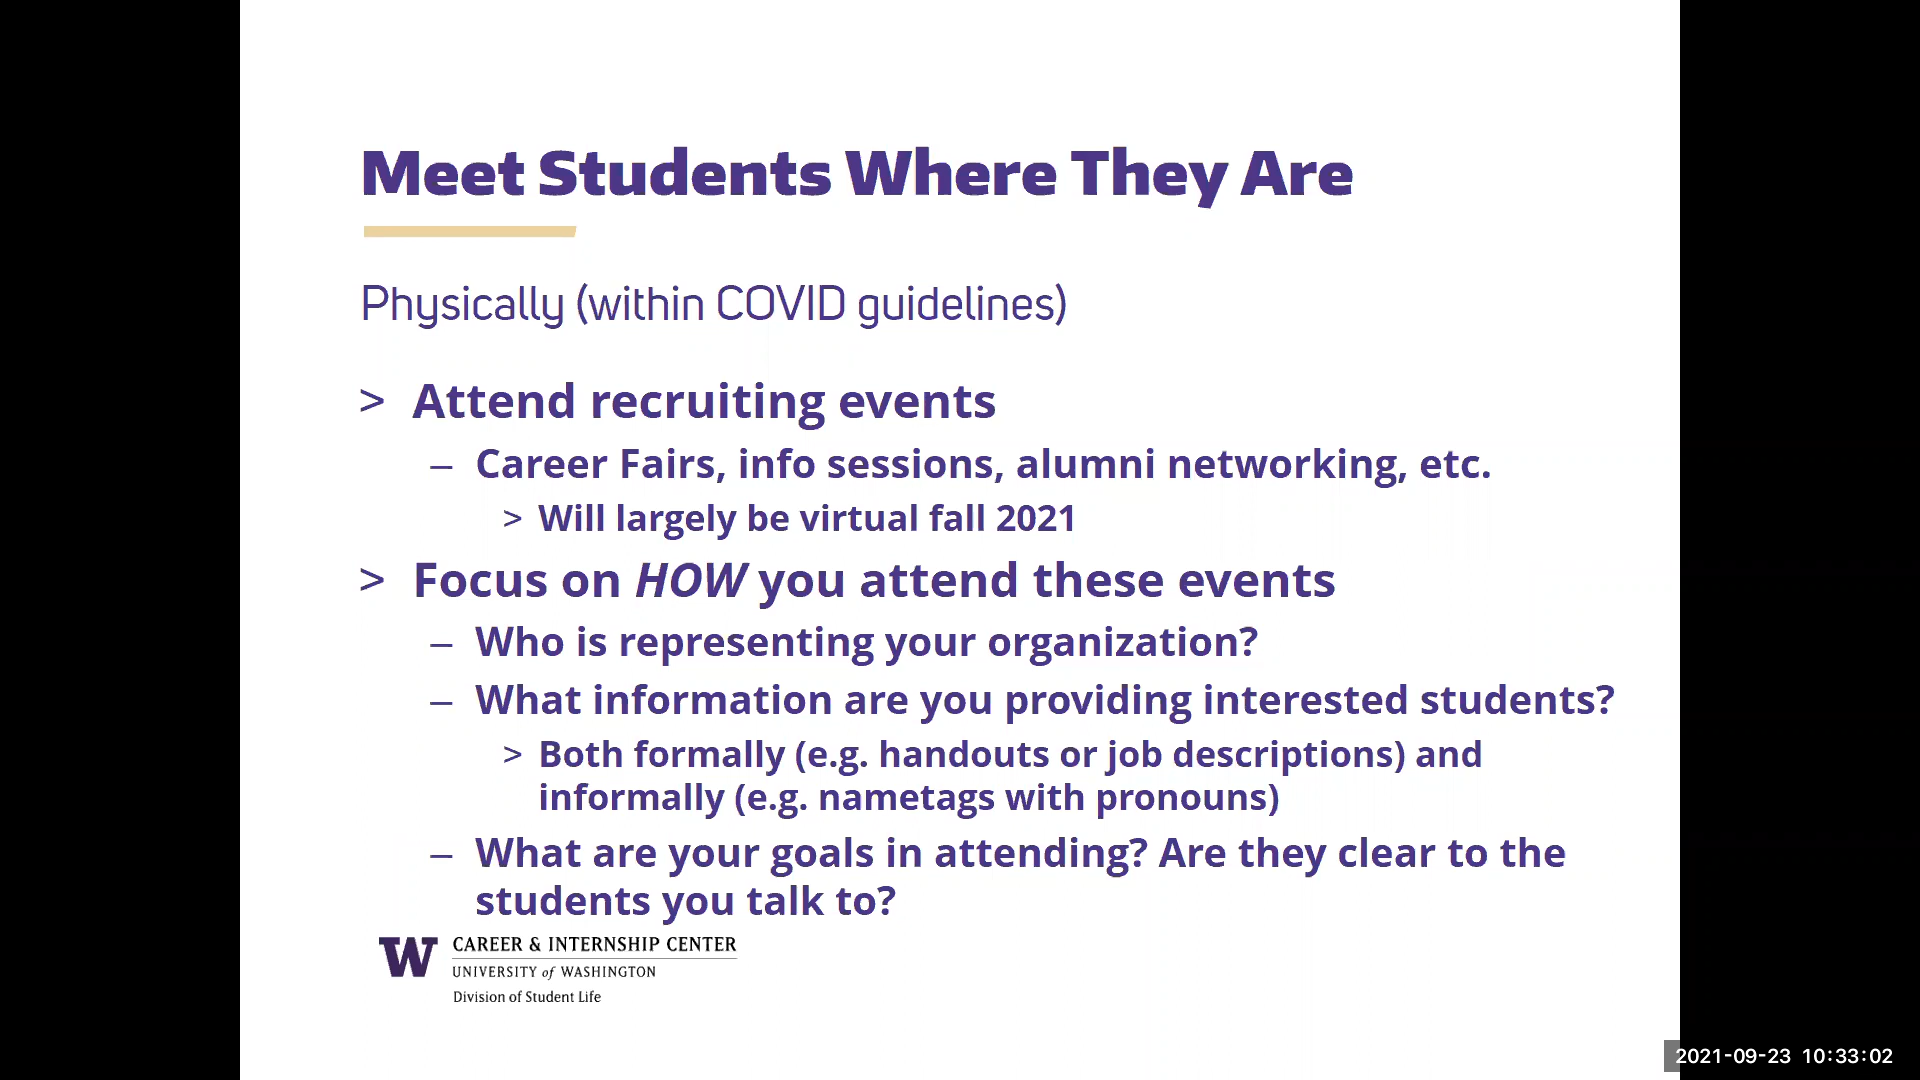 Meet Students Where They Are
Physically (within COVID guidelines)
> Attend recruiting events
– Career Fairs, info sessions, alumni networking, etc.
> Will largely be virtual fall 2021
> Focus on HOW you attend these events
– Who is representing your organization?
– What information are you providing interested students?
> Both formally (e.g. handouts or job descriptions) and
informally (e.g. nametags with pronouns)
– What are your goals in attending? Are they clear to the
students you talk to?
W CAREER & INTERNSHIP CENTER
UNIVERSITY of WASHINGTON
Division of Student Life
2021-09-23 10:33:02